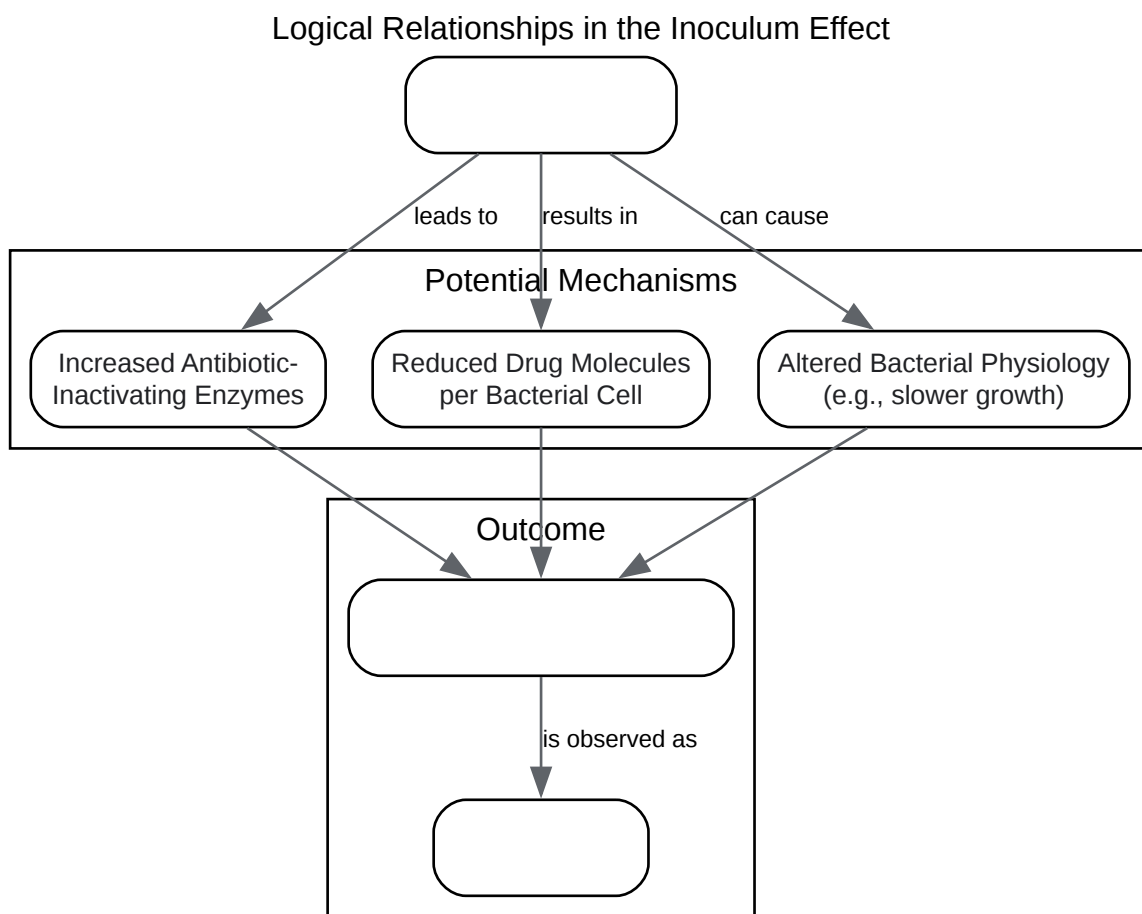 Logical Relationships in the Inoculum Effect
leads to
results in
can cause
Potential Mechanisms
Increased Antibiotic-
Inactivating Enzymes
Reduced Drug Molecules
per Bacterial Cell
Altered Bacterial Physiology
(e.g., slower growth)
Outcome
is observed as